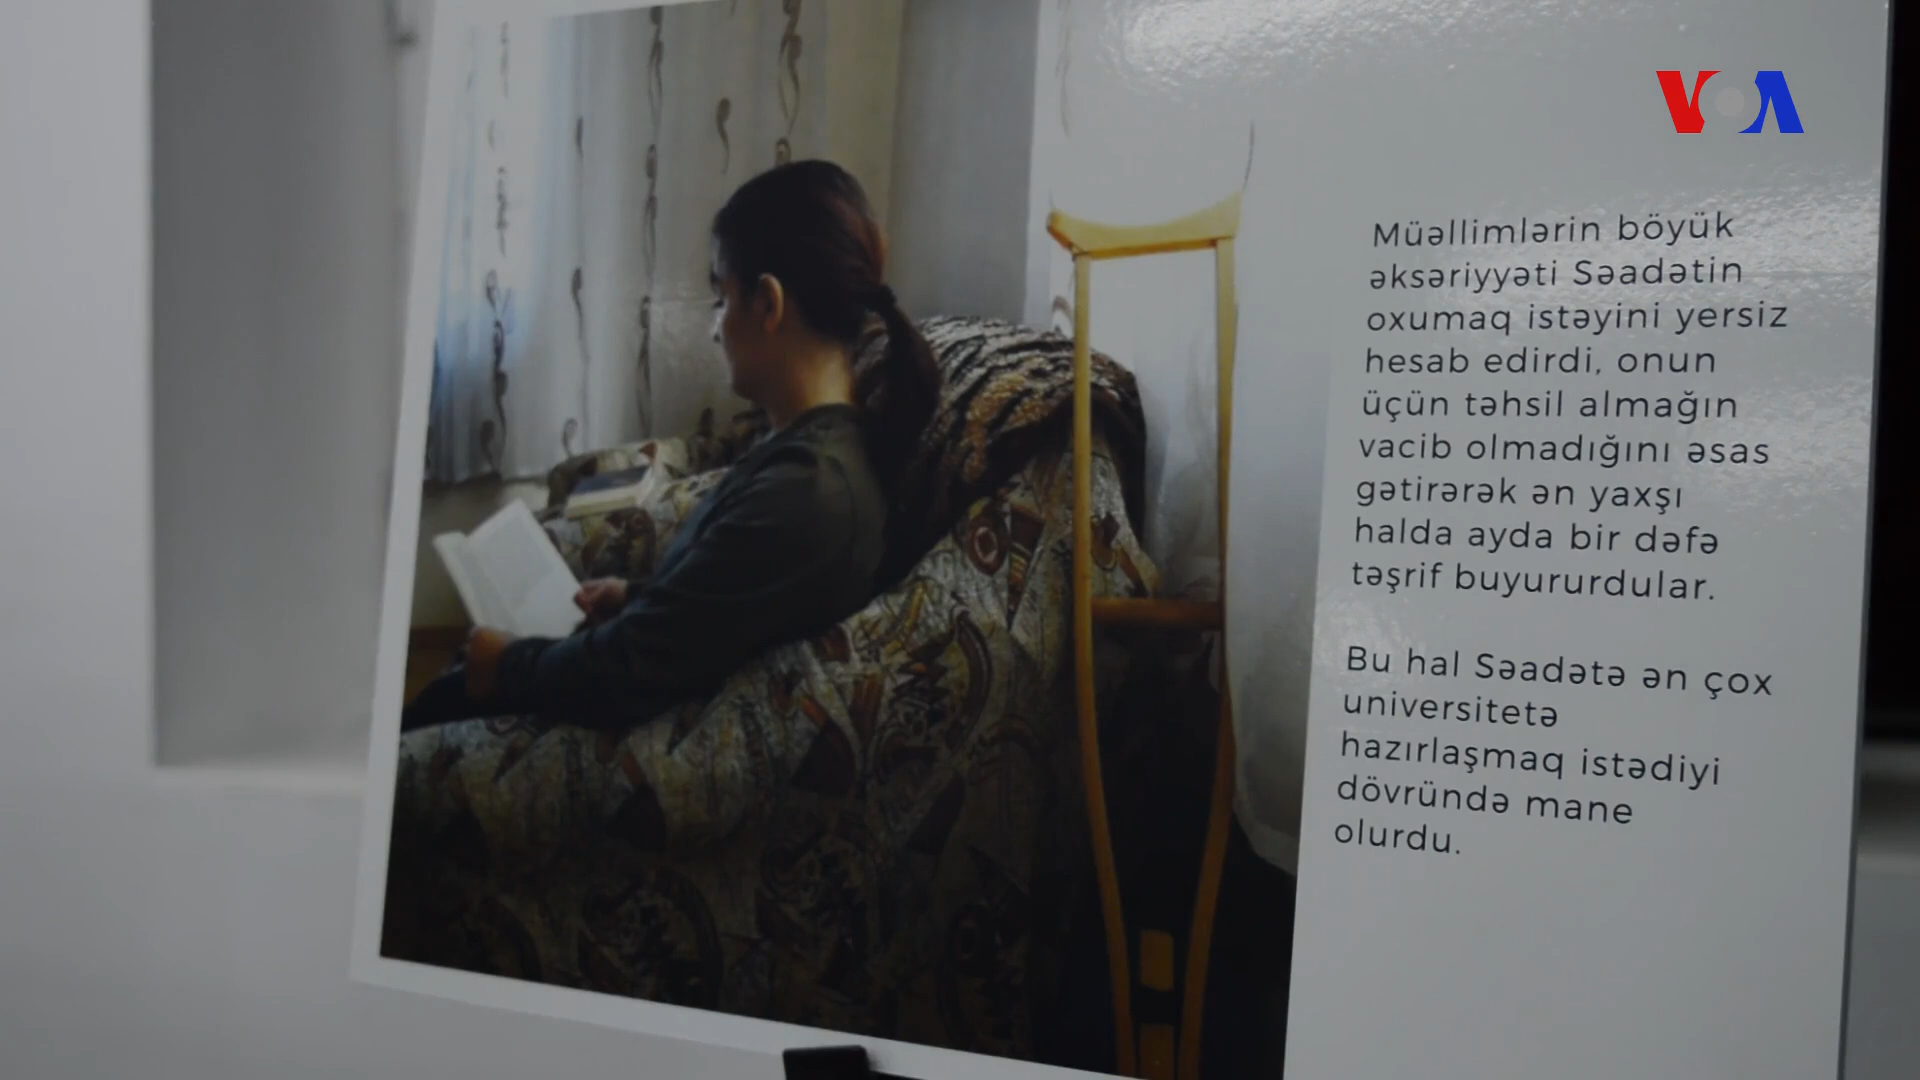 VOA
Müəllimlərin böyük
əksəriyyəti Səadətin
oxumaq istəyini yersiz
hesab edirdi, onun
üçün təhsil almağın
vacib olmadığını əsas
gətirərək ən yaxşı
halda ayda bir dəfə
təşrif buyururdular.
Bu hal Səadətə ən çox
universitetə
hazırlaşmaq istədiyi
dövründə mane
olurdu.